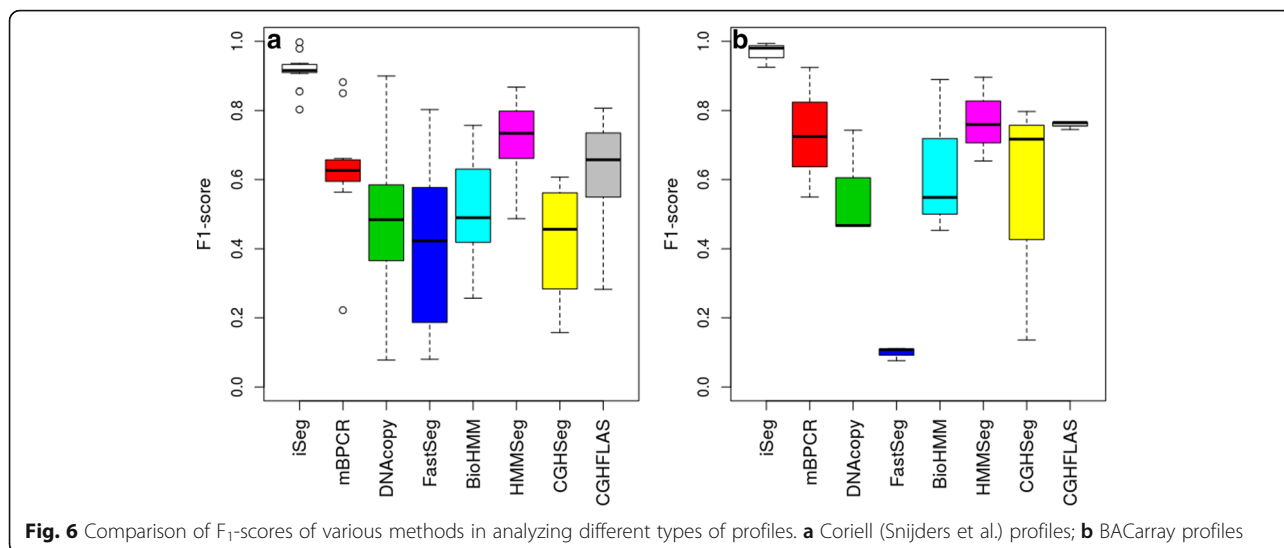 a
F1-score
1.0
0.8
0.6
0.4
0.2
0.0
iSeg
mBPCR
DNAcopy
FastSeg
BioHMM
HMMSeg
CGHSeg
CGHFLAS
b
F1-score
1.0
0.8
0.6
0.4
0.2
0.0
iSeg
mBPCR
DNAcopy
FastSeg
BioHMM
HMMSeg
CGHSeg
CGHFLAS
Fig. 6 Comparison of F₁-scores of various methods in analyzing different types of profiles. a Coriell (Snijders et al.) profiles; b BACarray profiles